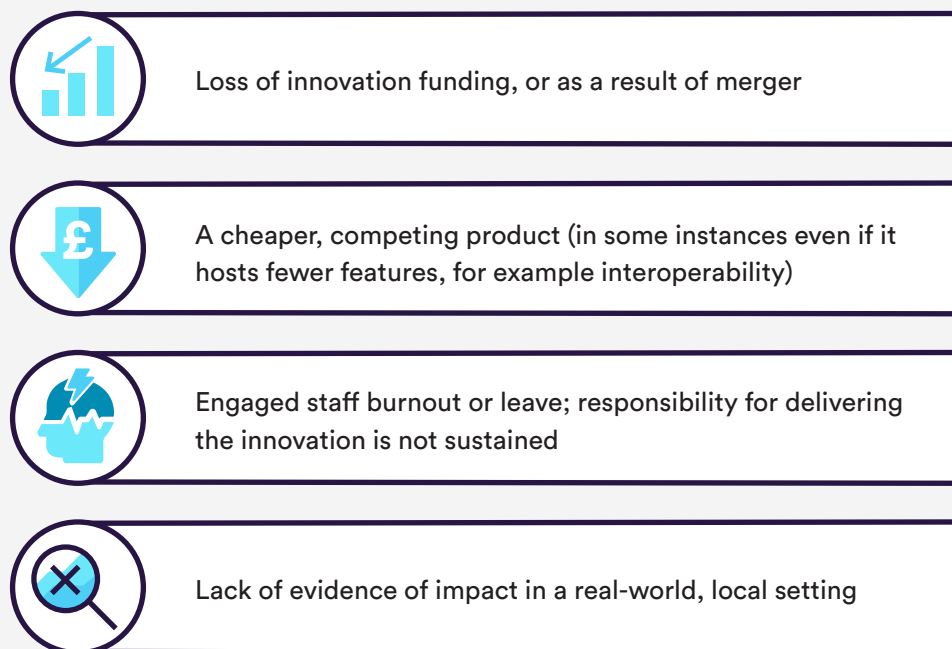 Loss of innovation funding, or as a result of merger
£
A cheaper, competing product (in some instances even if it
hosts fewer features, for example interoperability)
Engaged staff burnout or leave; responsibility for delivering
the innovation is not sustained
Lack of evidence of impact in a real-world, local setting